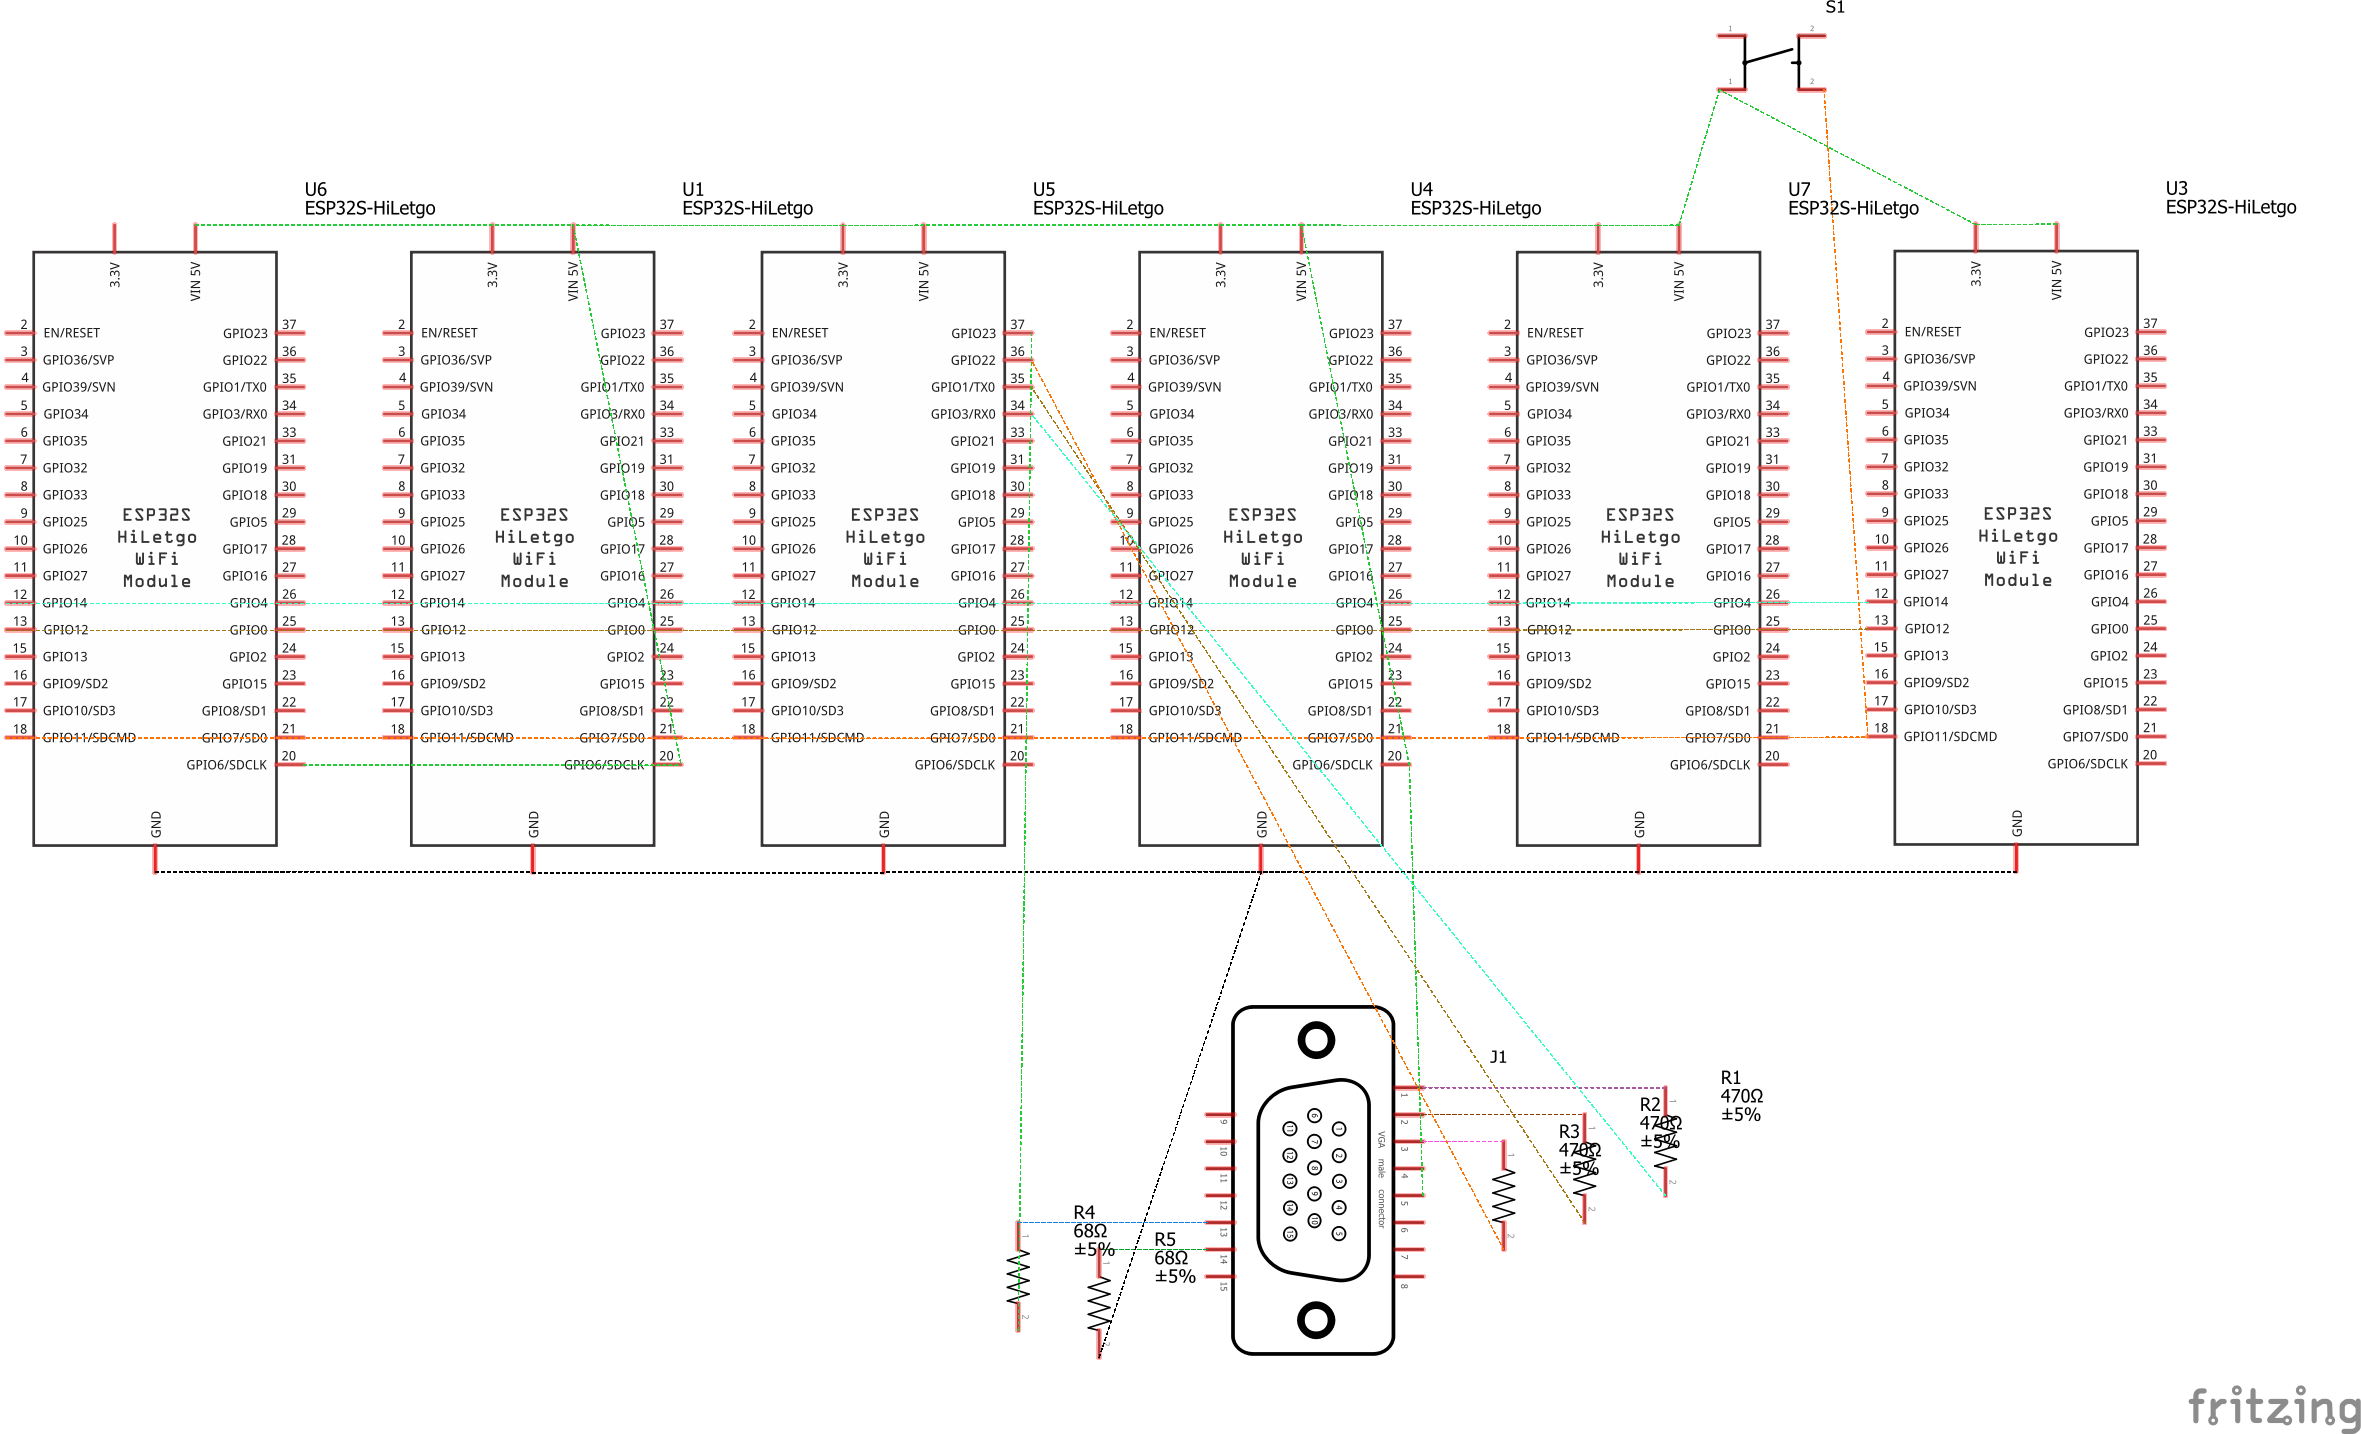 S1
1 2
1 2
U6
ESP32S-HiLetgo
3.3V VIN 5V
2 EN/RESET GPIO23 37
3 GPIO36/SVP GPIO22 36
4 GPIO39/SVN GPIO1/TX0 35
5 GPIO34 GPIO3/RX0 34
6 GPIO35 GPIO21 33
7 GPIO32 GPIO19 31
8 GPIO33 GPIO18 30
9 GPIO25 GPIO5 29
10 GPIO26 GPIO17 28
11 GPIO27 GPIO16 27
12 GPIO14 GPIO4 26
13 GPIO12 GPIO0 25
15 GPIO13 GPIO2 24
16 GPIO9/SD2 GPIO15 23
17 GPIO10/SD3 GPIO8/SD1 22
18 GPIO11/SDCMD GPIO7/SD0 21
GPIO6/SDCLK 20
ESP32S
HiLetgo
WiFi
Module
GND
U1
ESP32S-HiLetgo
3.3V VIN 5V
2 EN/RESET GPIO23 37
3 GPIO36/SVP GPIO22 36
4 GPIO39/SVN GPIO1/TX0 35
5 GPIO34 GPIO3/RX0 34
6 GPIO35 GPIO21 33
7 GPIO32 GPIO19 31
8 GPIO33 GPIO18 30
9 GPIO25 GPIO5 29
10 GPIO26 GPIO17 28
11 GPIO27 GPIO16 27
12 GPIO14 GPIO4 26
13 GPIO12 GPIO0 25
15 GPIO13 GPIO2 24
16 GPIO9/SD2 GPIO15 23
17 GPIO10/SD3 GPIO8/SD1 22
18 GPIO11/SDCMD GPIO7/SD0 21
GPIO6/SDCLK 20
ESP32S
HiLetgo
WiFi
Module
GND
U5
ESP32S-HiLetgo
3.3V VIN 5V
2 EN/RESET GPIO23 37
3 GPIO36/SVP GPIO22 36
4 GPIO39/SVN GPIO1/TX0 35
5 GPIO34 GPIO3/RX0 34
6 GPIO35 GPIO21 33
7 GPIO32 GPIO19 31
8 GPIO33 GPIO18 30
9 GPIO25 GPIO5 29
10 GPIO26 GPIO17 28
11 GPIO27 GPIO16 27
12 GPIO14 GPIO4 26
13 GPIO12 GPIO0 25
15 GPIO13 GPIO2 24
16 GPIO9/SD2 GPIO15 23
17 GPIO10/SD3 GPIO8/SD1 22
18 GPIO11/SDCMD GPIO7/SD0 21
GPIO6/SDCLK 20
ESP32S
HiLetgo
WiFi
Module
GND
U4
ESP32S-HiLetgo
3.3V VIN 5V
2 EN/RESET GPIO23 37
3 GPIO36/SVP GPIO22 36
4 GPIO39/SVN GPIO1/TX0 35
5 GPIO34 GPIO3/RX0 34
6 GPIO35 GPIO21 33
7 GPIO32 GPIO19 31
8 GPIO33 GPIO18 30
9 GPIO25 GPIO5 29
10 GPIO26 GPIO17 28
11 GPIO27 GPIO16 27
12 GPIO14 GPIO4 26
13 GPIO12 GPIO0 25
15 GPIO13 GPIO2 24
16 GPIO9/SD2 GPIO15 23
17 GPIO10/SD3 GPIO8/SD1 22
18 GPIO11/SDCMD GPIO7/SD0 21
GPIO6/SDCLK 20
ESP32S
HiLetgo
WiFi
Module
GND
U7
ESP32S-HiLetgo
3.3V VIN 5V
2 EN/RESET GPIO23 37
3 GPIO36/SVP GPIO22 36
4 GPIO39/SVN GPIO1/TX0 35
5 GPIO34 GPIO3/RX0 34
6 GPIO35 GPIO21 33
7 GPIO32 GPIO19 31
8 GPIO33 GPIO18 30
9 GPIO25 GPIO5 29
10 GPIO26 GPIO17 28
11 GPIO27 GPIO16 27
12 GPIO14 GPIO4 26
13 GPIO12 GPIO0 25
15 GPIO13 GPIO2 24
16 GPIO9/SD2 GPIO15 23
17 GPIO10/SD3 GPIO8/SD1 22
18 GPIO11/SDCMD GPIO7/SD0 21
GPIO6/SDCLK 20
ESP32S
HiLetgo
WiFi
Module
GND
U3
ESP32S-HiLetgo
3.3V VIN 5V
2 EN/RESET GPIO23 37
3 GPIO36/SVP GPIO22 36
4 GPIO39/SVN GPIO1/TX0 35
5 GPIO34 GPIO3/RX0 34
6 GPIO35 GPIO21 33
7 GPIO32 GPIO19 31
8 GPIO33 GPIO18 30
9 GPIO25 GPIO5 29
10 GPIO26 GPIO17 28
11 GPIO27 GPIO16 27
12 GPIO14 GPIO4 26
13 GPIO12 GPIO0 25
15 GPIO13 GPIO2 24
16 GPIO9/SD2 GPIO15 23
17 GPIO10/SD3 GPIO8/SD1 22
18 GPIO11/SDCMD GPIO7/SD0 21
GPIO6/SDCLK 20
ESP32S
HiLetgo
WiFi
Module
GND
J1
VGA male connector
9
10
11
12
13
14
15
6
11 1
7
12 2
8
13 3
9
14 4
10
15 5
1
2
3
4
5
6
7
8
R1
470Ω
±5%
1
2
R2
470Ω
±5%
1
2
R3
470Ω
±5%
1
2
R4
68Ω
±5%
1
2
R5
68Ω
±5%
1
2
fritzing